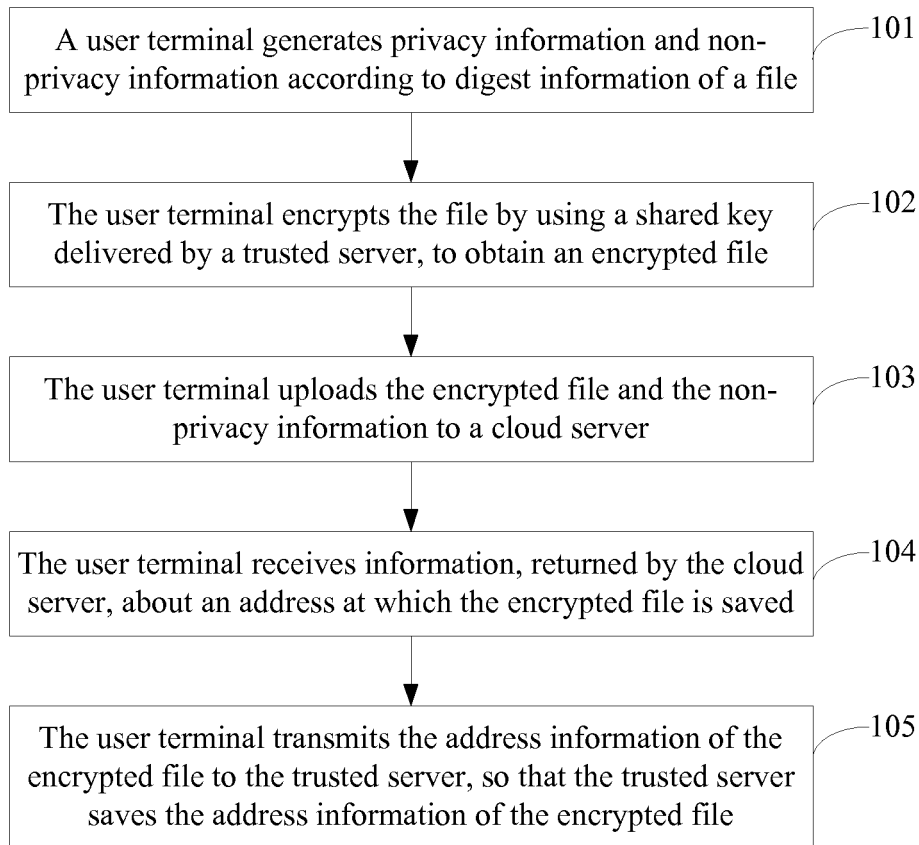 A user terminal generates privacy information and non-
privacy information according to digest information of a file
101
The user terminal encrypts the file by using a shared key
delivered by a trusted server, to obtain an encrypted file
102
The user terminal uploads the encrypted file and the non-
privacy information to a cloud server
103
The user terminal receives information, returned by the cloud
server, about an address at which the encrypted file is saved
104
The user terminal transmits the address information of the
encrypted file to the trusted server, so that the trusted server
saves the address information of the encrypted file
105